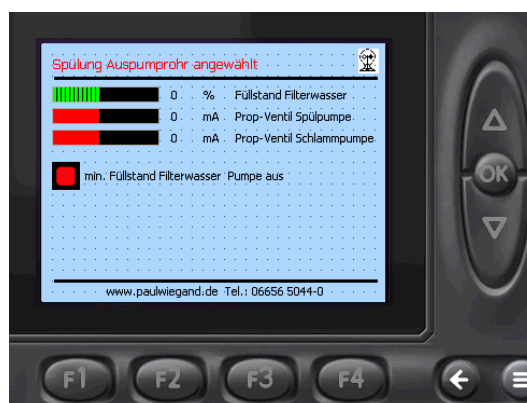 Spülung Auspumprohr angewählt
0 % Füllstand Filterwasser
0 mA Prop-Ventil Spülpumpe
0 mA Prop-Ventil Schlammpumpe
min. Füllstand Filterwasser Pumpe aus
www.paulwiegand.de Tel.: 06656 5044-0
OK
F1 F2 F3 F4